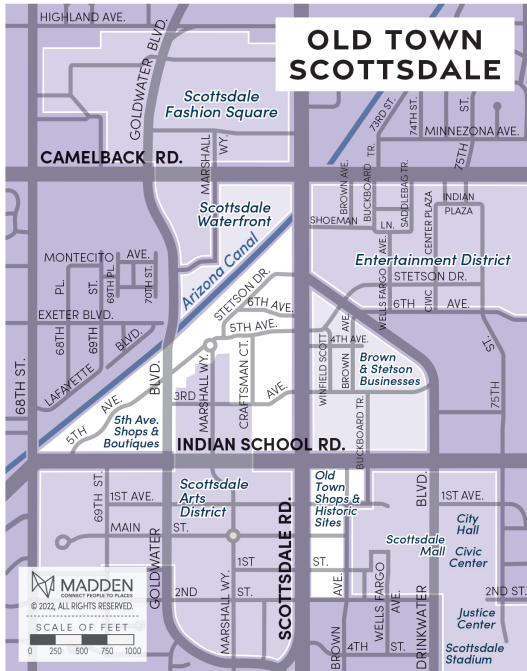 OLD TOWN
SCOTTSDALE
HIGHLAND AVE.
GOLDWATER BLVD.
Scottsdale
Fashion Square
73RD ST.
74TH ST.
ST.
75TH
MINNEZONA AVE.
CAMELBACK RD.
MARSHALL
WY.
BROWN AVE.
BUCKBOARD
TR.
SADDLEBAG TR.
INDIAN
PLAZA
CENTER PLAZA
CIVIC
Scottsdale
Waterfront
SHOEMAN
LN.
Arizona Canal
MONTECITO
AVE.
Entertainment District
STETSON DR.
WELLS FARGO
AVE.
6TH
AVE.
68TH
PL.
69TH
ST.
69TH PL.
70TH ST.
STETSON DR.
6TH AVE.
5TH AVE.
EXETER BLVD.
LAFAYETTE
BLVD.
68TH ST.
BLVD.
MARSHALL WY.
CRAFTSMAN CT.
WINFIELD SCOTT
4TH AVE.
BROWN
AVE.
Brown
& Stetson
Businesses
75TH
ST.
3RD
AVE.
5TH
AVE.
5th Ave.
Shops &
Boutiques
BUCKBOARD TR.
INDIAN SCHOOL RD.
Scottsdale
Arts
District
Old
Town
Shops &
Historic
Sites
69TH ST.
1ST AVE.
BLVD.
1ST AVE.
MAIN
ST.
City
Hall
Scottsdale
Mall
Civic
Center
SCOTTSDALE RD.
1ST
ST.
GOLDWATER
2ND
ST.
MARSHALL WY.
WELLS FARGO
AVE.
2ND ST.
Justice
Center
BROWN
AVE.
4TH
ST.
DRINKWATER
Scottsdale
Stadium
MADDEN
CONNECT PEOPLE TO PLACES
© 2022, ALL RIGHTS RESERVED.
SCALE OF FEET
0 250 500 750 1000